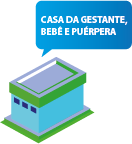 CASA DA GESTANTE,
BEBÊ E PUÉRPERA